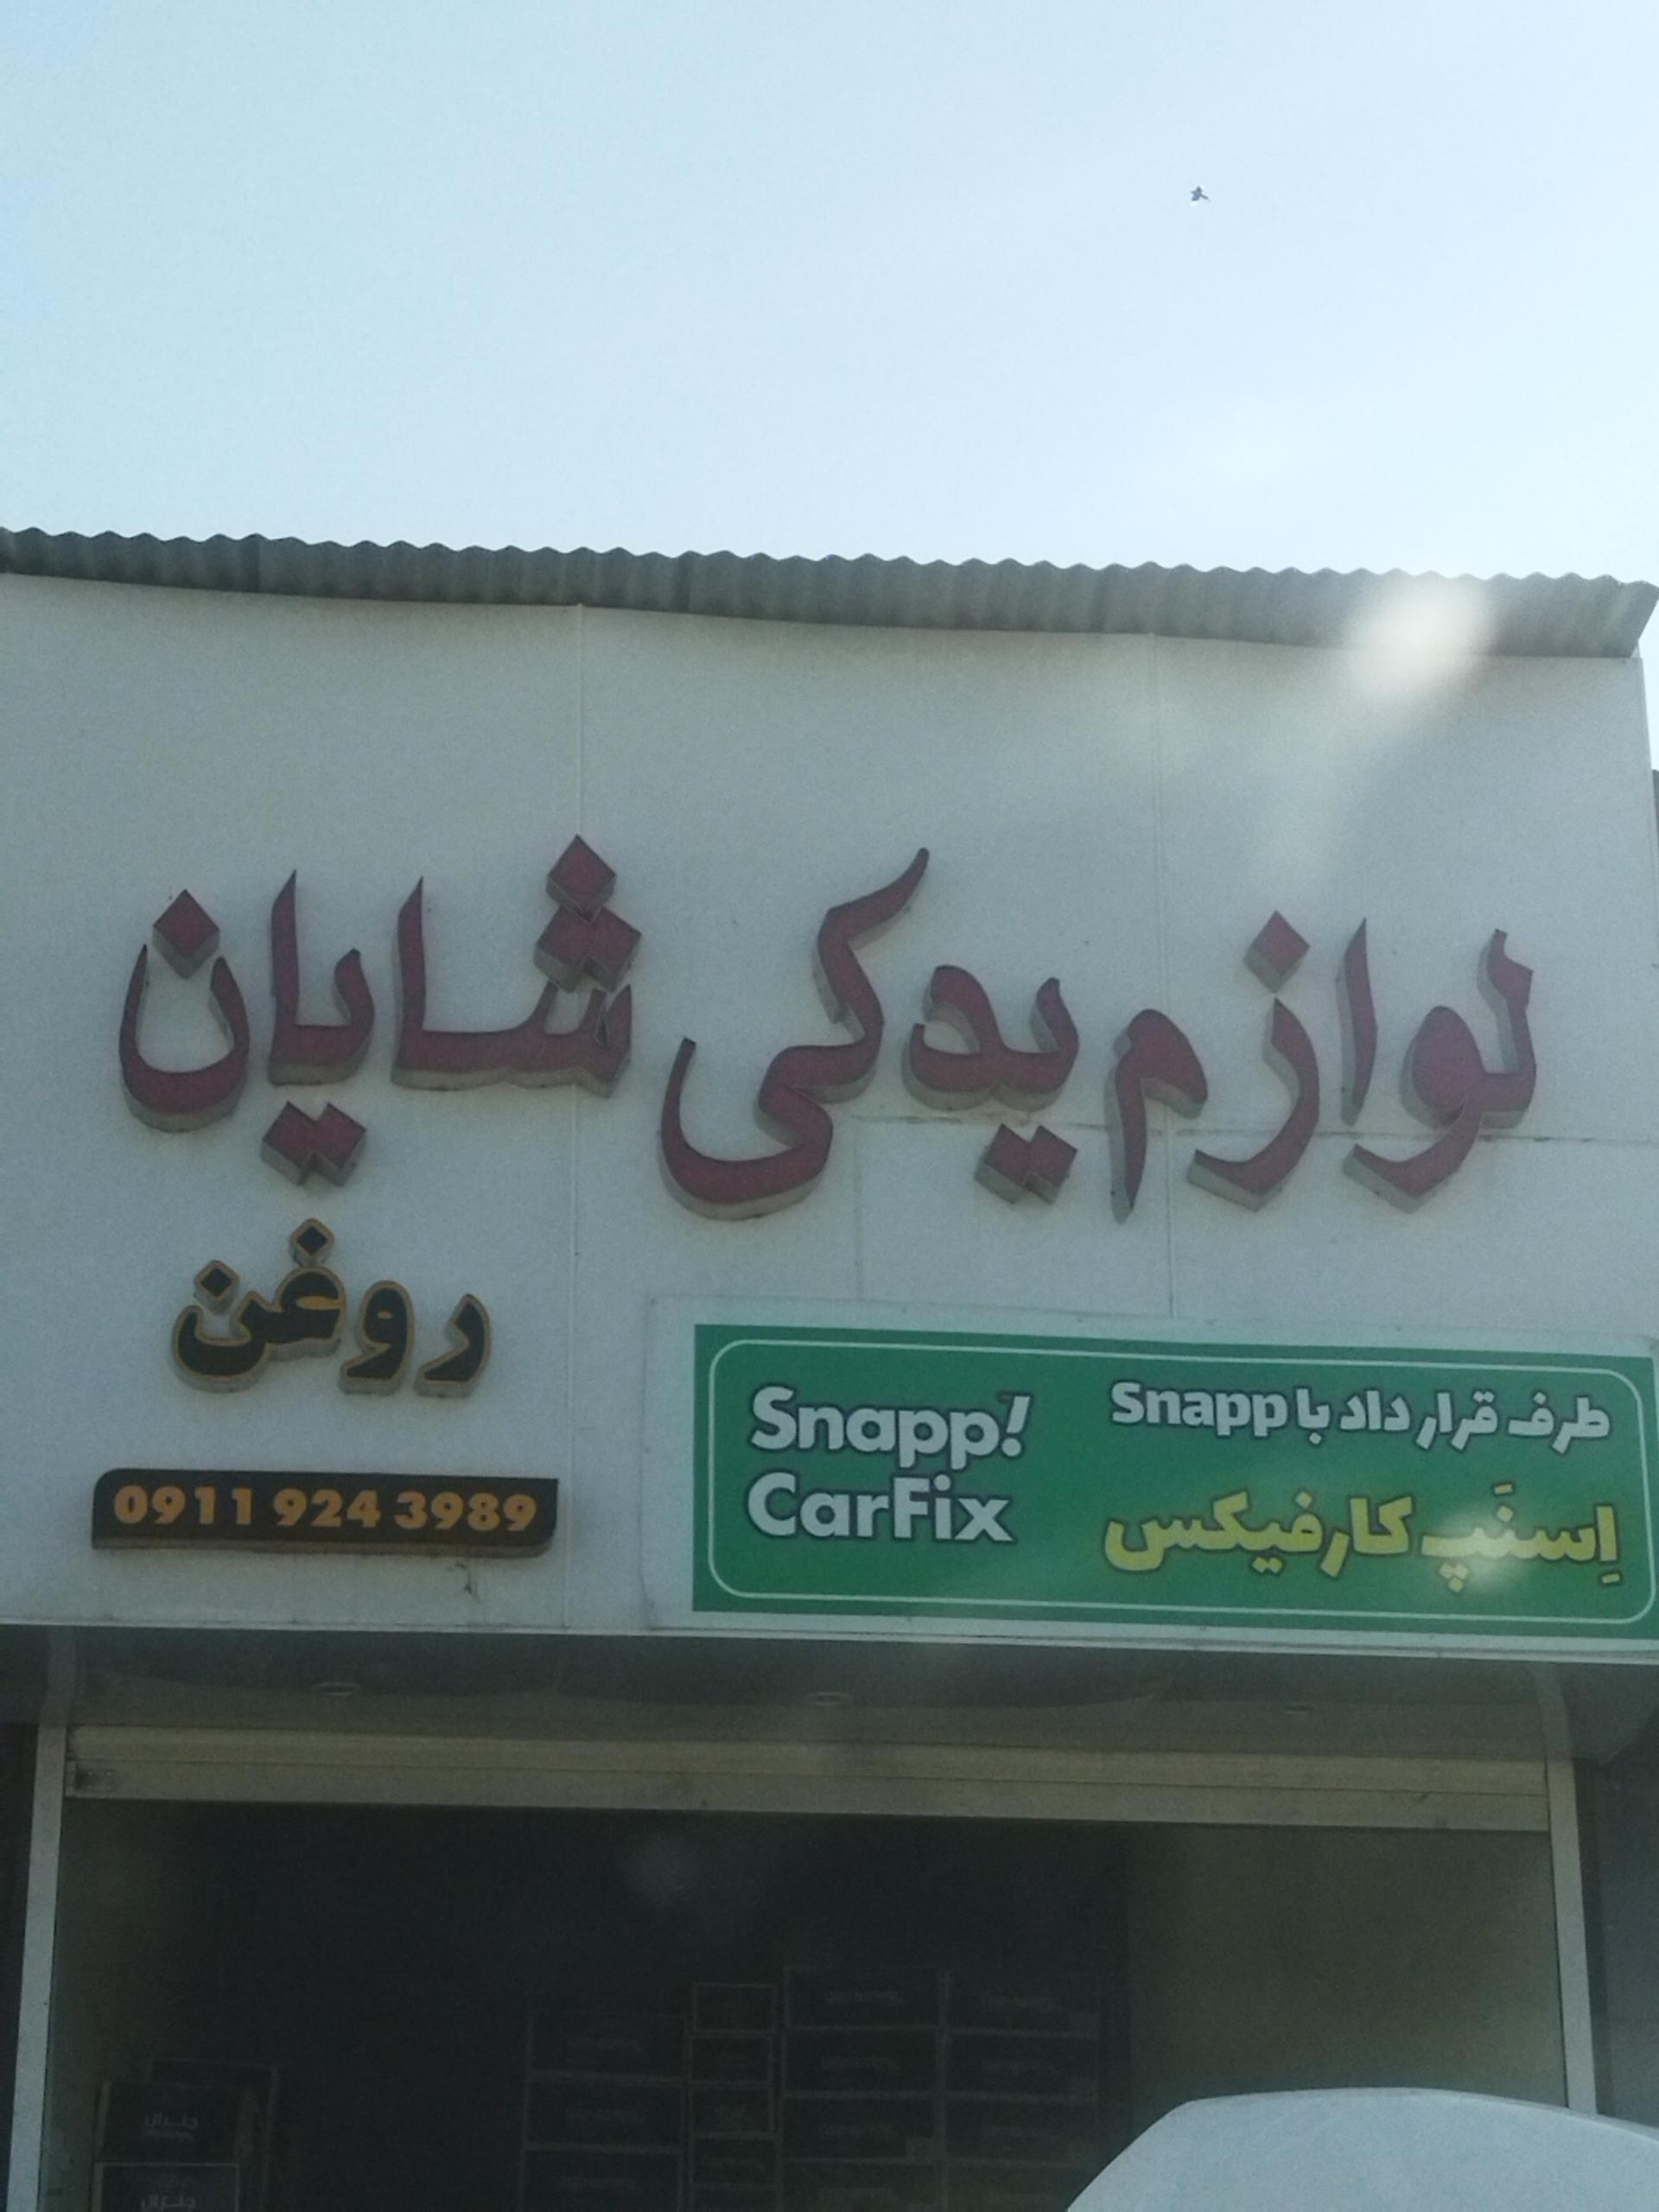 لوازم یدکی شایان
روغن
0911 924 3989
Snapp!
CarFix
طرف قرار داد با Snapp
اِسنَپ کارفیکس